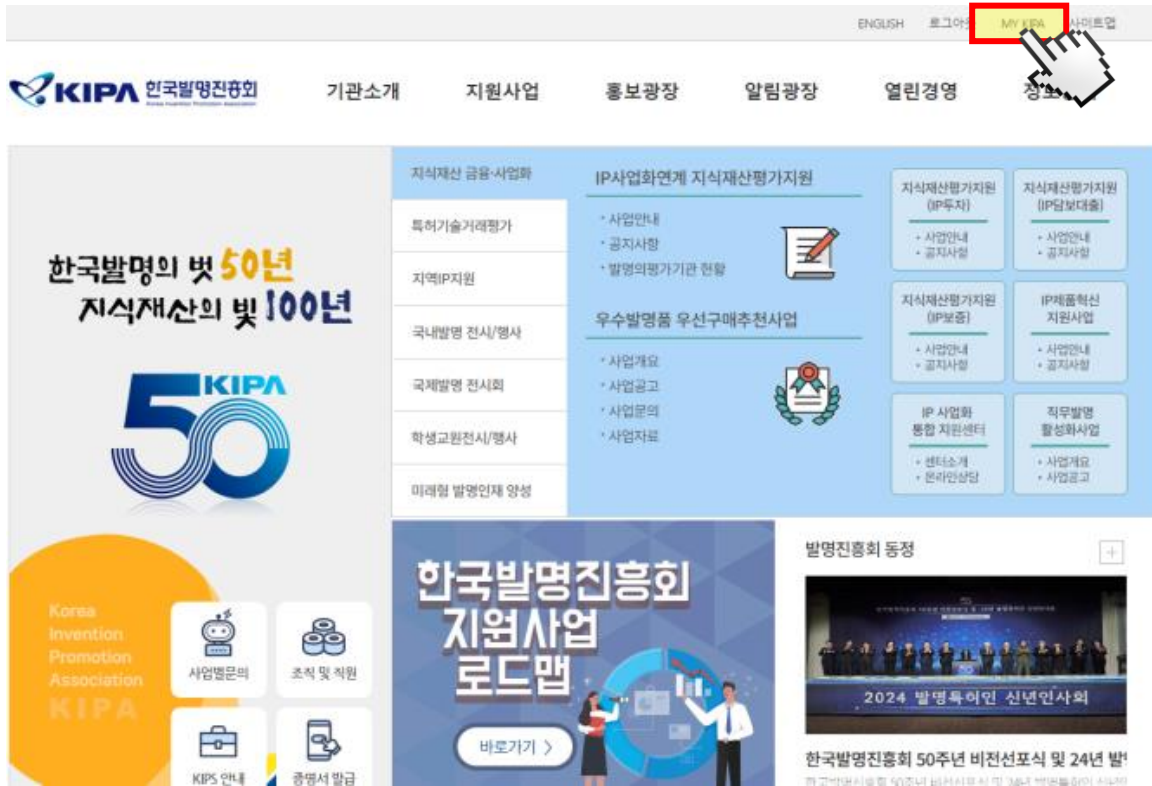 ENGLISH
MY KIPA
사이트맵
KIPA 한국발명진흥회
Korea Invention Promotion Association
기관소개
지원사업
홍보광장
알림광장
열린경영
한국발명의 벗 50년
지식재산의 빛 100년
KIPA
50
Korea
Invention
Promotion
Association
KIPA
사업별문의
조직 및 직원
KIPS 안내
증명서 발급
지식재산 금융·사업화
특허기술거래평가
지역IP지원
국내발명 전시/행사
국제발명 전시회
학생교원전시/행사
미래형 발명인재 양성
IP사업화연계 지식재산평가지원
사업안내
공지사항
발명의평가기관 현황
우수발명품 우선구매추천사업
사업개요
사업공고
사업문의
사업자료
지식재산평가지원
(IP투자)
사업안내
공지사항
지식재산평가지원
(IP담보대출)
사업안내
공지사항
지식재산평가지원
(IP보증)
사업안내
공지사항
IP제품혁신
지원사업
사업안내
공지사항
IP 사업화
통합 지원센터
센터소개
온라인상담
직무발명
활성화사업
사업개요
사업공고
한국발명진흥회
지원사업
로드맵
바로가기
발명진흥회 동정
2024 발명특허인 신년인사회
한국발명진흥회 50주년 비전선포식 및 24년